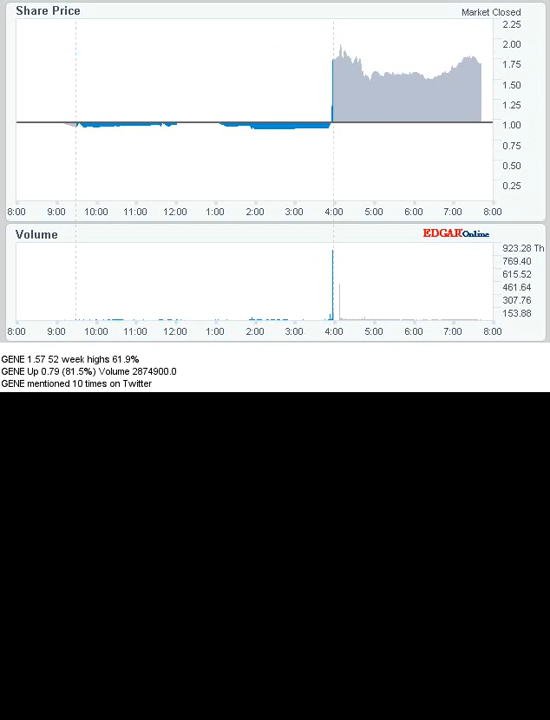 Share Price
Market Closed
2.25
2.00
1.75
1.50
1.25
1.00
0.75
0.50
0.25
8:00 9:00 10:00 11:00 12:00 1:00 2:00 3:00 4:00 5:00 6:00 7:00 8:00
Volume
EDGAR Online
923.28 Th
769.40
615.52
461.64
307.76
153.88
8:00 9:00 10:00 11:00 12:00 1:00 2:00 3:00 4:00 5:00 6:00 7:00 8:00
GENE 1.57 52 week highs 61.9%
GENE Up 0.79 (81.5%) Volume 2874900.0
GENE mentioned 10 times on Twitter